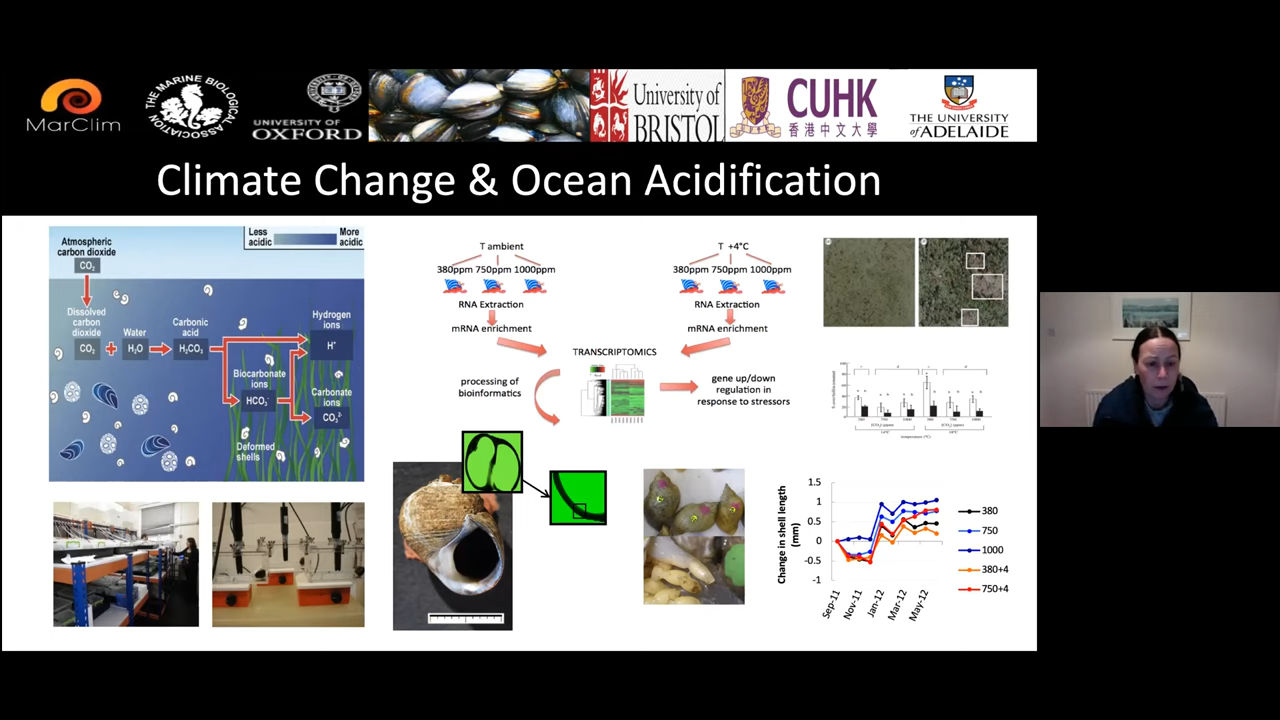 MarClim
THE MARINE BIOLOGICAL ASSOCIATION
UNIVERSITY OF
OXFORD
University of
BRISTOL
CUHK
香港中文大學
THE UNIVERSITY
of ADELAIDE
Climate Change & Ocean Acidification
Less
acidic
More
acidic
Atmospheric
carbon dioxide
CO₂
Dissolved
carbon
dioxide
CO₂
Water
H₂O
Carbonic
acid
H₂CO₃
Hydrogen
ions
H⁺
Biocarbonate
ions
HCO₃⁻
Carbonate
ions
CO₃²⁻
Deformed
shells
T ambient
380ppm 750ppm 1000ppm
RNA Extraction
mRNA enrichment
T +4°C
380ppm 750ppm 1000ppm
RNA Extraction
mRNA enrichment
TRANSCRIPTOMICS
processing of
bioinformatics
gene up/down
regulation in
response to stressors
temperature (°C)
Change in shell length
(mm)
1.5
1
0.5
0
-0.5
-1
Sep-11
Nov-11
Jan-12
Mar-12
May-12
380
750
1000
380+4
750+4